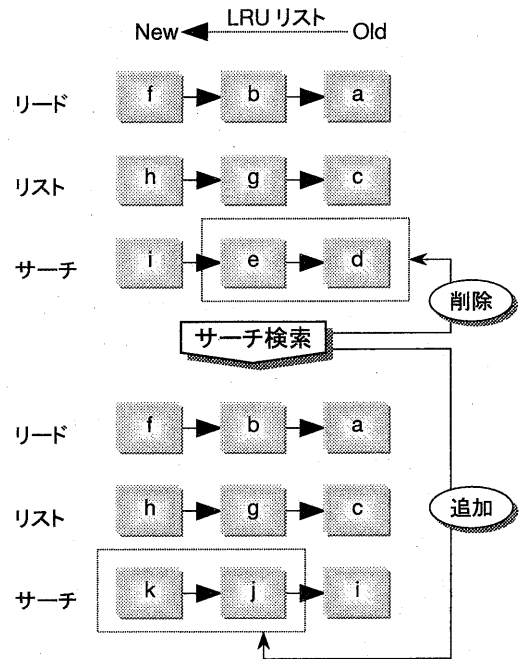 LRU リスト
New Old
リード f b a
リスト h g c
サーチ i e d
削除
サーチ検索
リード f b a
リスト h g c
追加
サーチ k j i